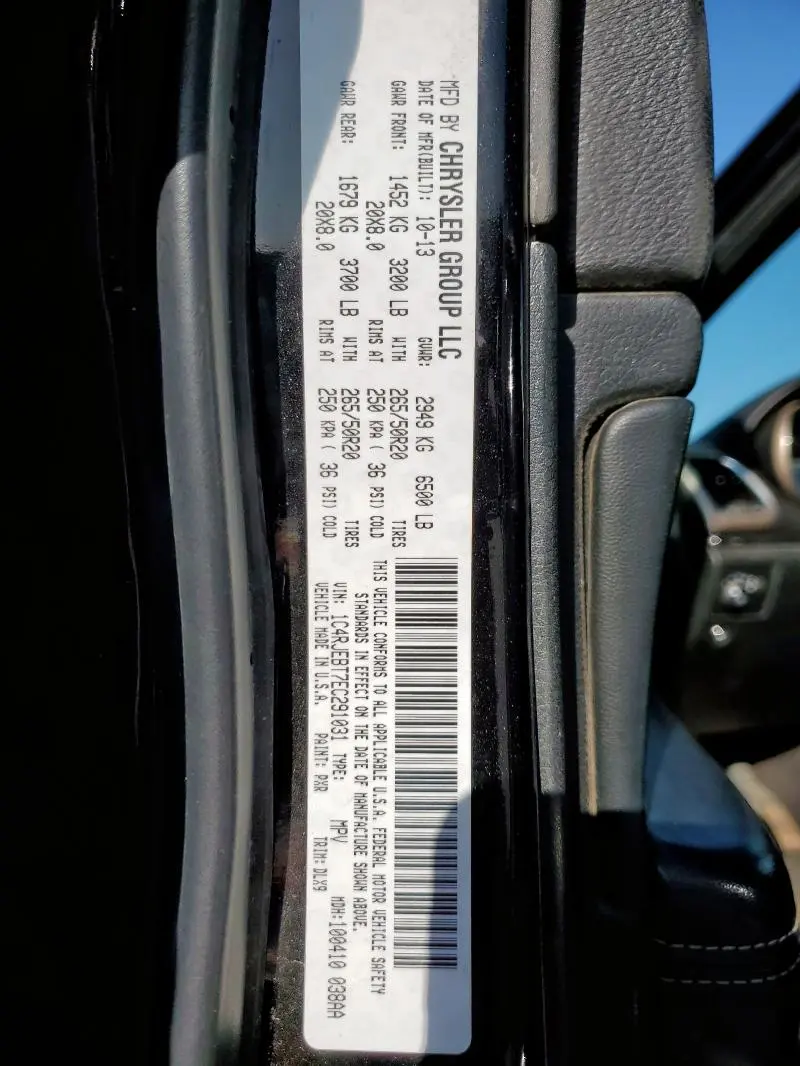 MFD BY CHRYSLER GROUP LLC
DATE OF MFR(BUILT): 10-13 GVWR: 2949 KG 6500 LB
GAWR FRONT: 1452 KG 3200 LB WITH 265/50R20 TIRES
20X8.0 RIMS AT 250 KPA ( 36 PSI) COLD
GAWR REAR: 1679 KG 3700 LB WITH 265/50R20 TIRES
20X8.0 RIMS AT 250 KPA ( 36 PSI) COLD
THIS VEHICLE CONFORMS TO ALL APPLICABLE U.S.A. FEDERAL MOTOR VEHICLE SAFETY
STANDARDS IN EFFECT ON THE DATE OF MANUFACTURE SHOWN ABOVE.
VIN: 1C4RJEBT7EC291031 TYPE: MPV MDH:100410 038AA
VEHICLE MADE IN U.S.A. PAINT: PXR TRIM: DLX9